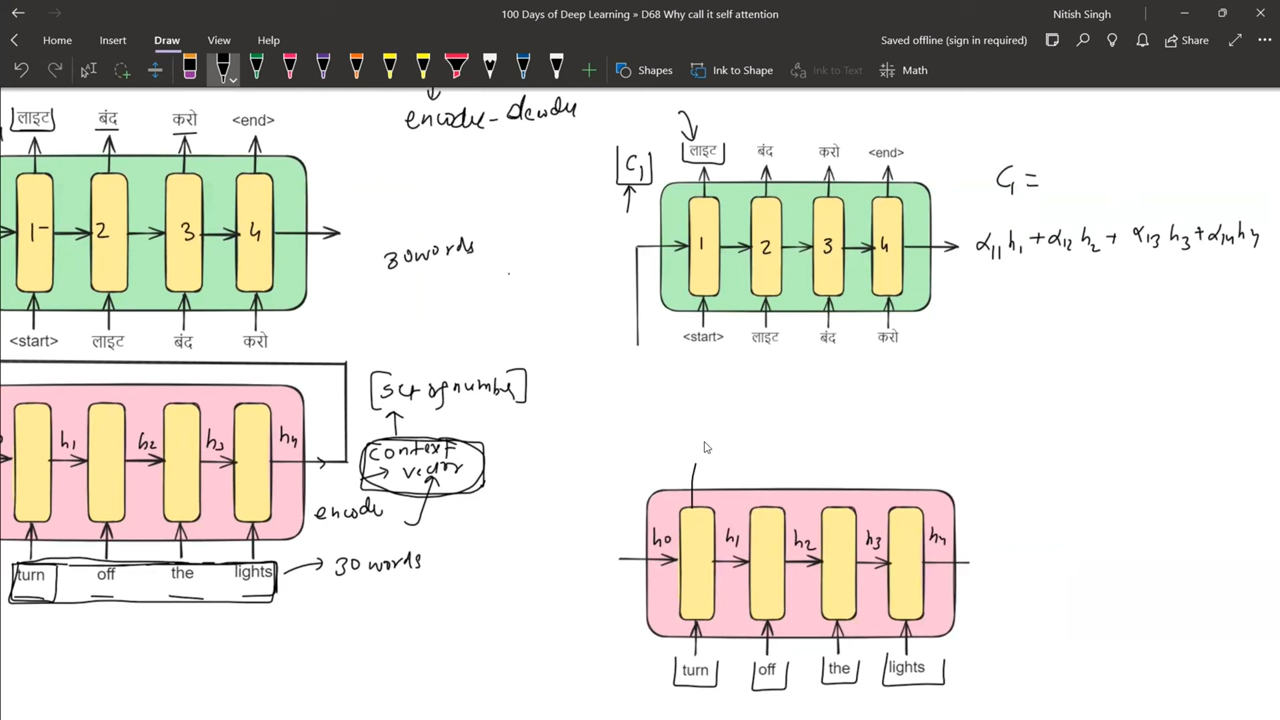 100 Days of Deep Learning » D68 Why call it self attention
Nitish Singh
Home Insert Draw View Help
Saved offline (sign in required)
Share
Shapes
Ink to Shape
Ink to Text
Math
encode-decode
लाइट बंद करो <end>
1 2 3 4
<start> लाइट बंद करो
30 words
[set of number]
context
vector
h1 h2 h3 h4
encode
turn off the lights
30 words
C1
लाइट बंद करो <end>
1 2 3 4
<start> लाइट बंद करो
C1 =
α11 h1 + α12 h2 + α13 h3 + α14 h4
h0 h1 h2 h3 h4
turn off the lights